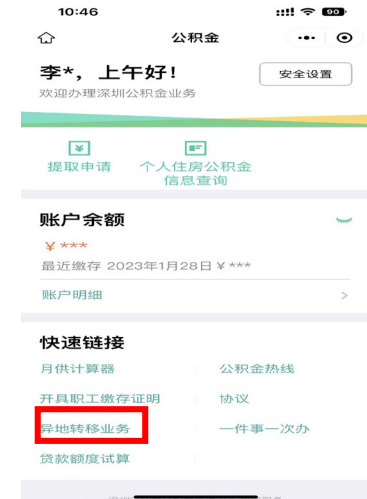 10:46
90
公积金
李*，上午好！
安全设置
欢迎办理深圳公积金业务
提取申请
个人住房公积金
信息查询
账户余额
￥***
最近缴存 2023年1月28日￥***
账户明细
快速链接
月供计算器
公积金热线
开具职工缴存证明
协议
异地转移业务
一件事一次办
贷款额度试算